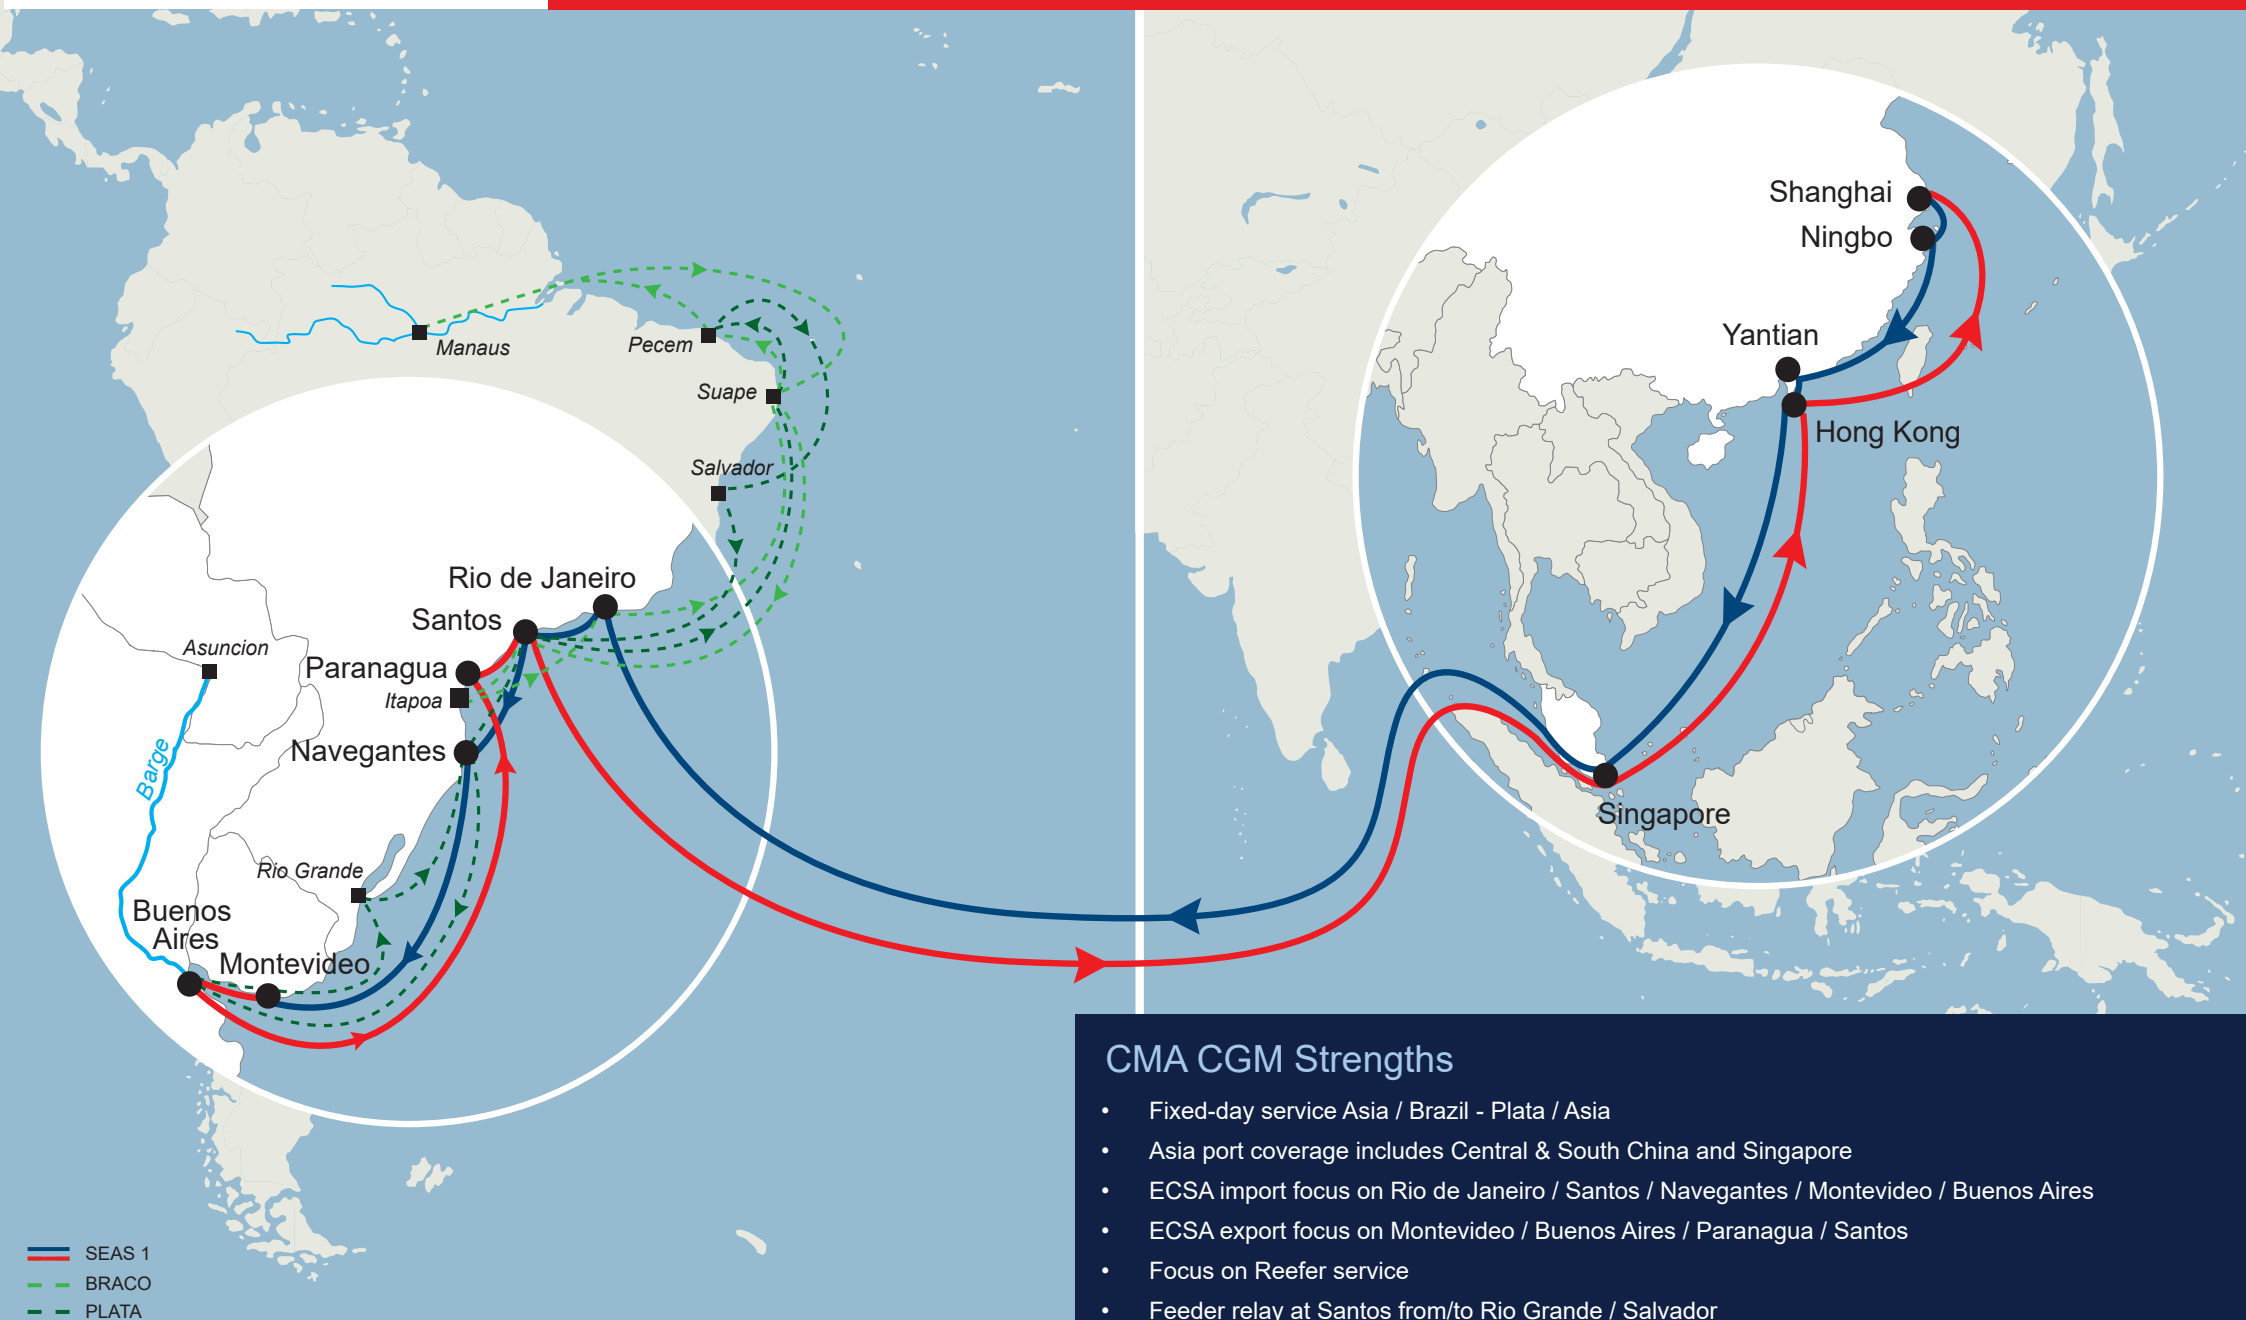 Shanghai
Ningbo
Yantian
Hong Kong
Singapore
Manaus
Pecem
Suape
Salvador
Rio de Janeiro
Santos
Asuncion
Paranagua
Itapoa
Navegantes
Barge
Rio Grande
Buenos
Aires
Montevideo
SEAS 1
BRACO
PLATA
CMA CGM Strengths
• Fixed-day service Asia / Brazil - Plata / Asia
• Asia port coverage includes Central & South China and Singapore
• ECSA import focus on Rio de Janeiro / Santos / Navegantes / Montevideo / Buenos Aires
• ECSA export focus on Montevideo / Buenos Aires / Paranagua / Santos
• Focus on Reefer service
• Feeder relay at Santos from/to Rio Grande / Salvador